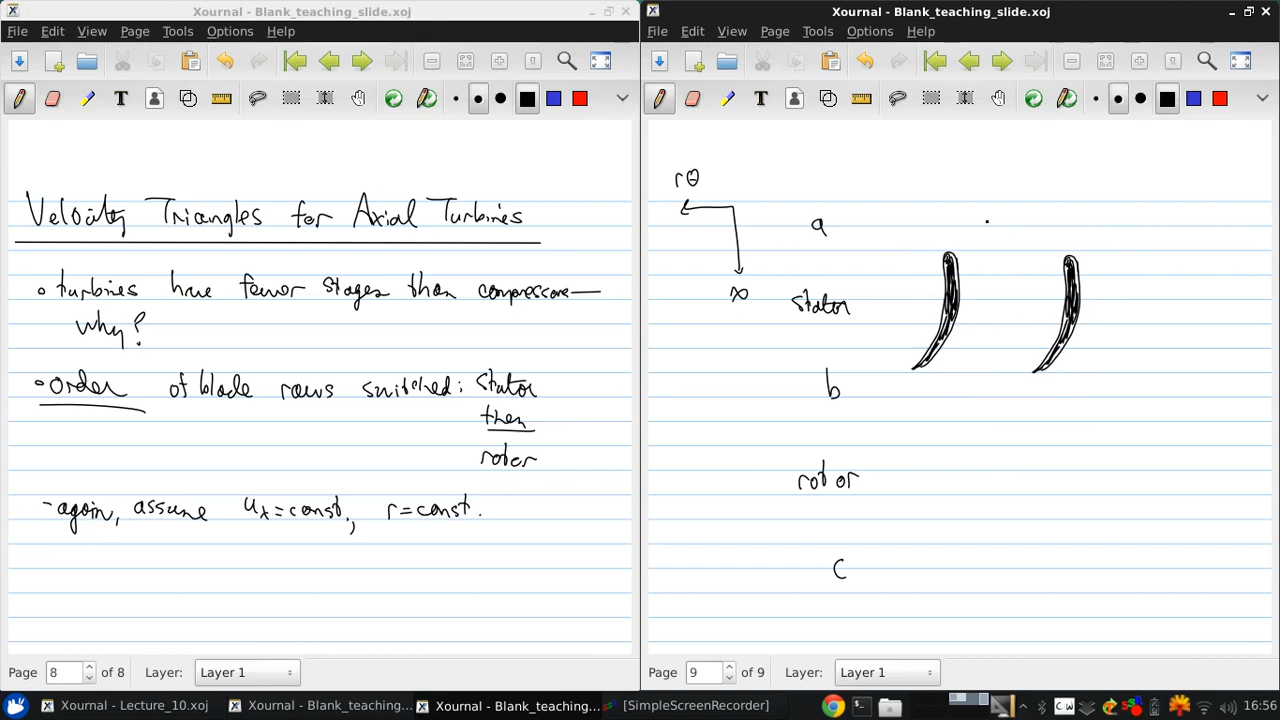 Xournal - Blank_teaching_slide.xoj
File Edit View Page Tools Options Help
Velocity Triangles for Axial Turbines
• turbines have fewer stages than compressors—
why?
• order of blade rows switched: stator
then
rotor
- again, assume ux = const., r = const.
Page 8 of 8 Layer: Layer 1
Xournal - Blank_teaching_slide.xoj
File Edit View Page Tools Options Help
rθ
a
x
stator
b
rotor
c
Page 9 of 9 Layer: Layer 1
Xournal - Lecture_10.xoj
Xournal - Blank_teaching...
Xournal - Blank_teaching...
[SimpleScreenRecorder]
16:56